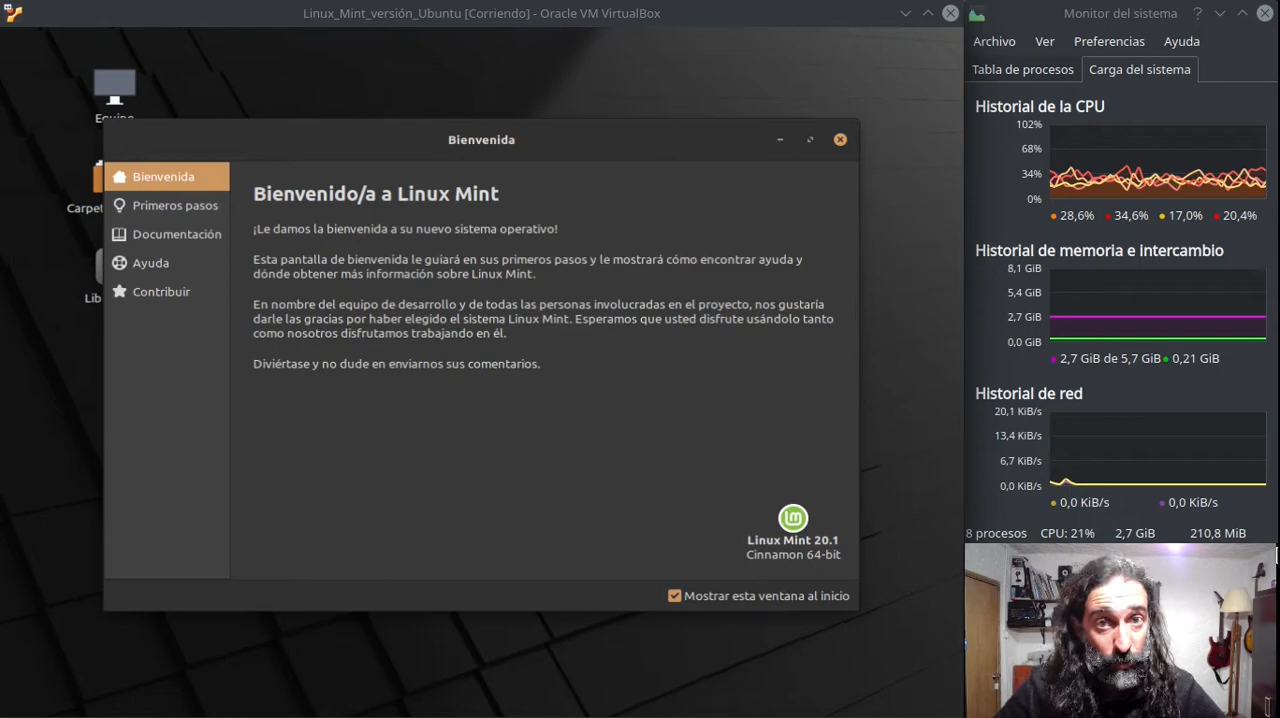 Linux_Mint_versión_Ubuntu [Corriendo] - Oracle VM VirtualBox
Equipo
Carpet
Lib
Bienvenida
Bienvenida
Primeros pasos
Documentación
Ayuda
Contribuir
Bienvenido/a a Linux Mint
¡Le damos la bienvenida a su nuevo sistema operativo!
Esta pantalla de bienvenida le guiará en sus primeros pasos y le mostrará cómo encontrar ayuda y
dónde obtener más información sobre Linux Mint.
En nombre del equipo de desarrollo y de todas las personas involucradas en el proyecto, nos gustaría
darle las gracias por haber elegido el sistema Linux Mint. Esperamos que usted disfrute usándolo tanto
como nosotros disfrutamos trabajando en él.
Diviértase y no dude en enviarnos sus comentarios.
Linux Mint 20.1
Cinnamon 64-bit
Mostrar esta ventana al inicio
Monitor del sistema
Archivo Ver Preferencias Ayuda
Tabla de procesos Carga del sistema
Historial de la CPU
102%
68%
34%
0%
28,6% 34,6% 17,0% 20,4%
Historial de memoria e intercambio
8,1 GiB
5,4 GiB
2,7 GiB
0,0 GiB
2,7 GiB de 5,7 GiB 0,21 GiB
Historial de red
20,1 KiB/s
13,4 KiB/s
6,7 KiB/s
0,0 KiB/s
0,0 KiB/s 0,0 KiB/s
8 procesos CPU: 21% 2,7 GiB 210,8 MiB